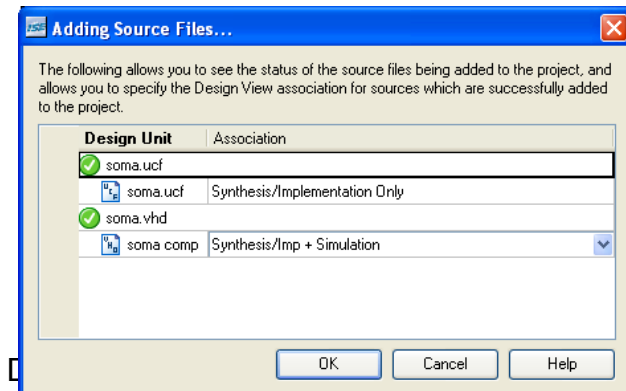 ISE Adding Source Files...
The following allows you to see the status of the source files being added to the project, and
allows you to specify the Design View association for sources which are successfully added
to the project.
Design Unit Association
soma.ucf
soma.ucf Synthesis/Implementation Only
soma.vhd
soma comp Synthesis/Imp + Simulation
OK Cancel Help